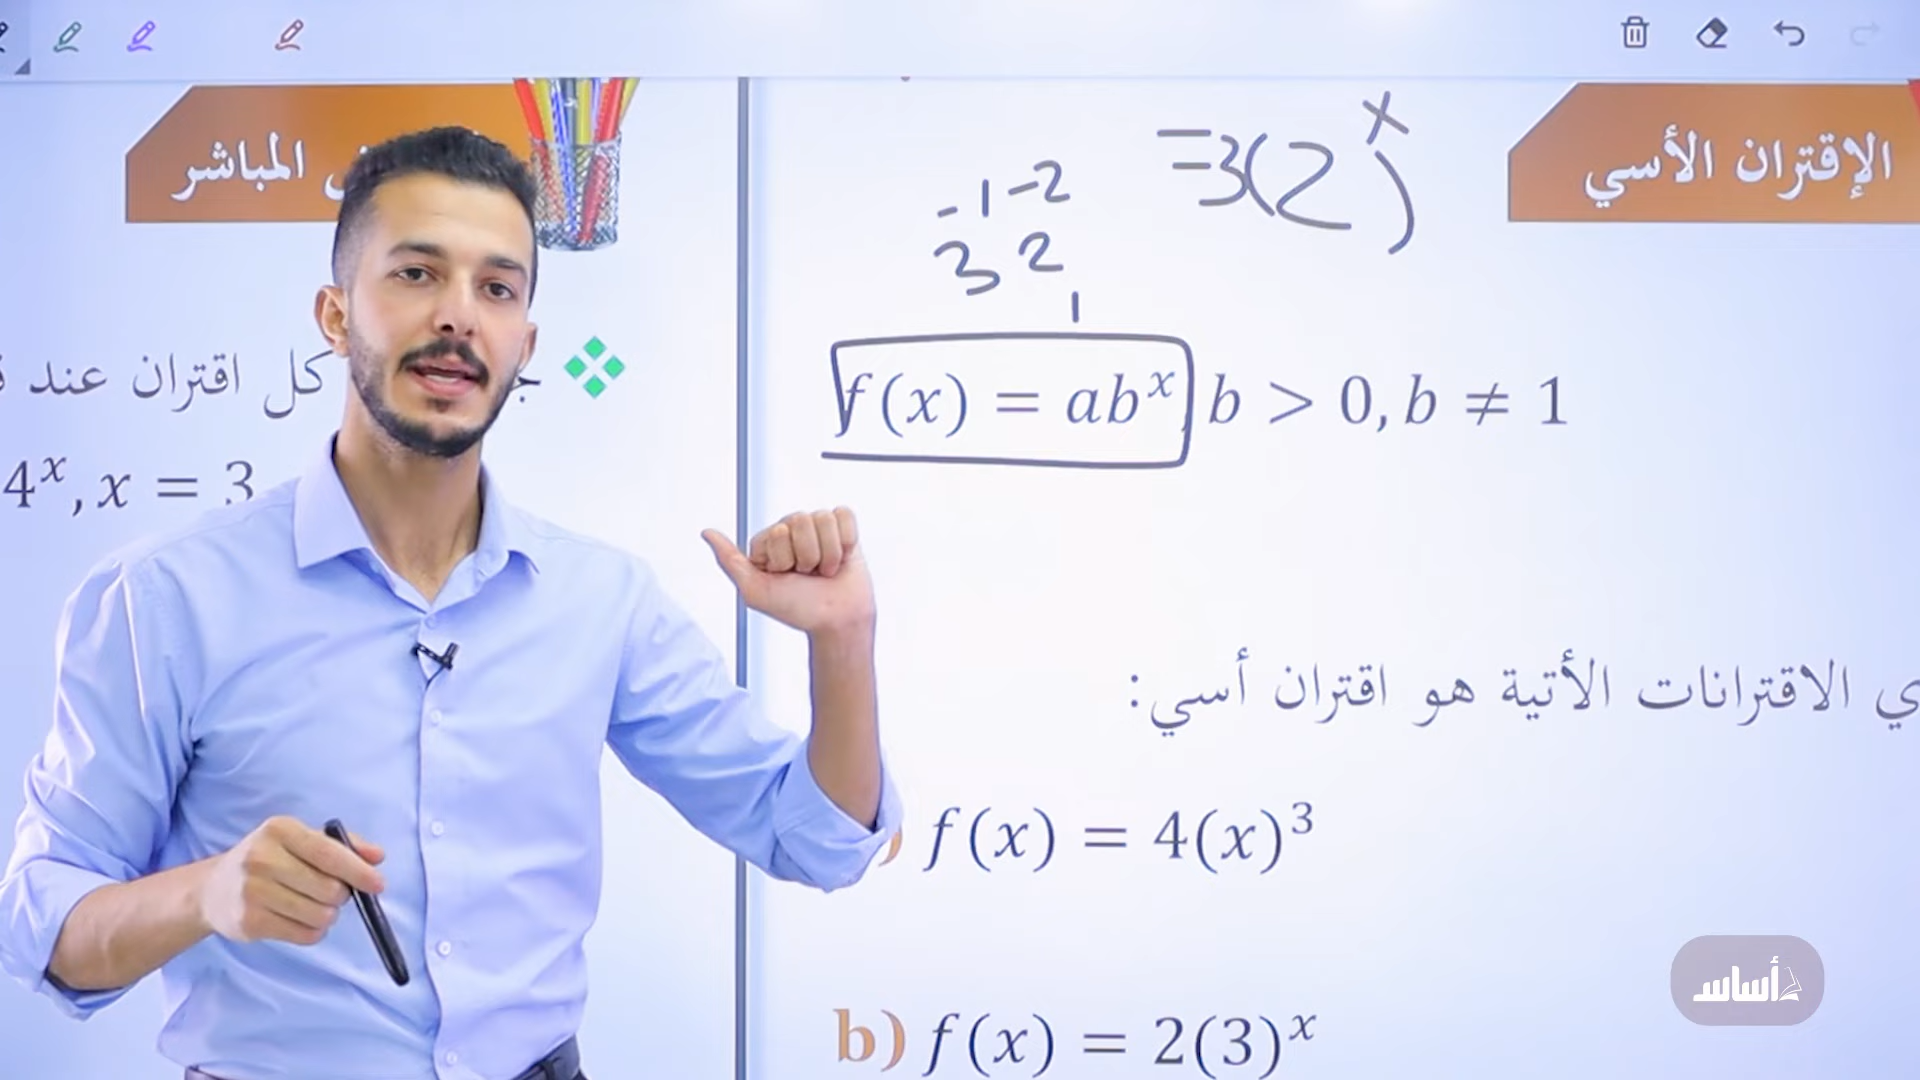 الإقتران الأسي
=3(2)^x
-1 -2
3 2
1
f(x) = ab^x, b > 0, b ≠ 1
الاقترانات الأتية هو اقتران أسي:
f(x) = 4(x)^3
b) f(x) = 2(3)^x
المباشر
كل اقتران عند
4^x, x = 3
أساس